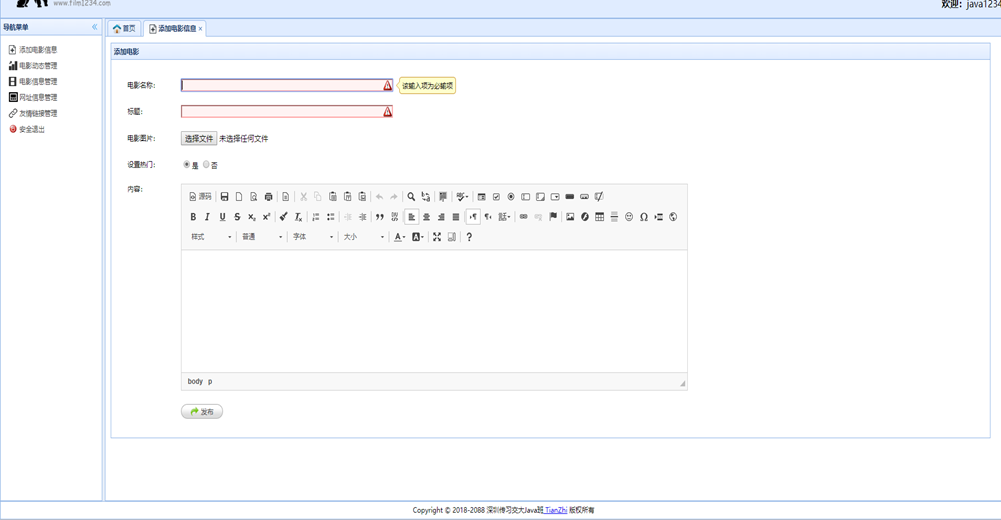 www.film1234.com
欢迎：java1234
导航菜单
首页
添加电影信息
添加电影信息
电影动态管理
电影信息管理
网址信息管理
友情链接管理
安全退出
添加电影
电影名称：
该输入项为必输项
标题：
电影图片：
选择文件 未选择任何文件
设置热门：
是 否
内容：
源码
样式 普通 字体 大小
body p
发布
Copyright © 2018-2088 深圳传习交大Java班 TianZhi 版权所有